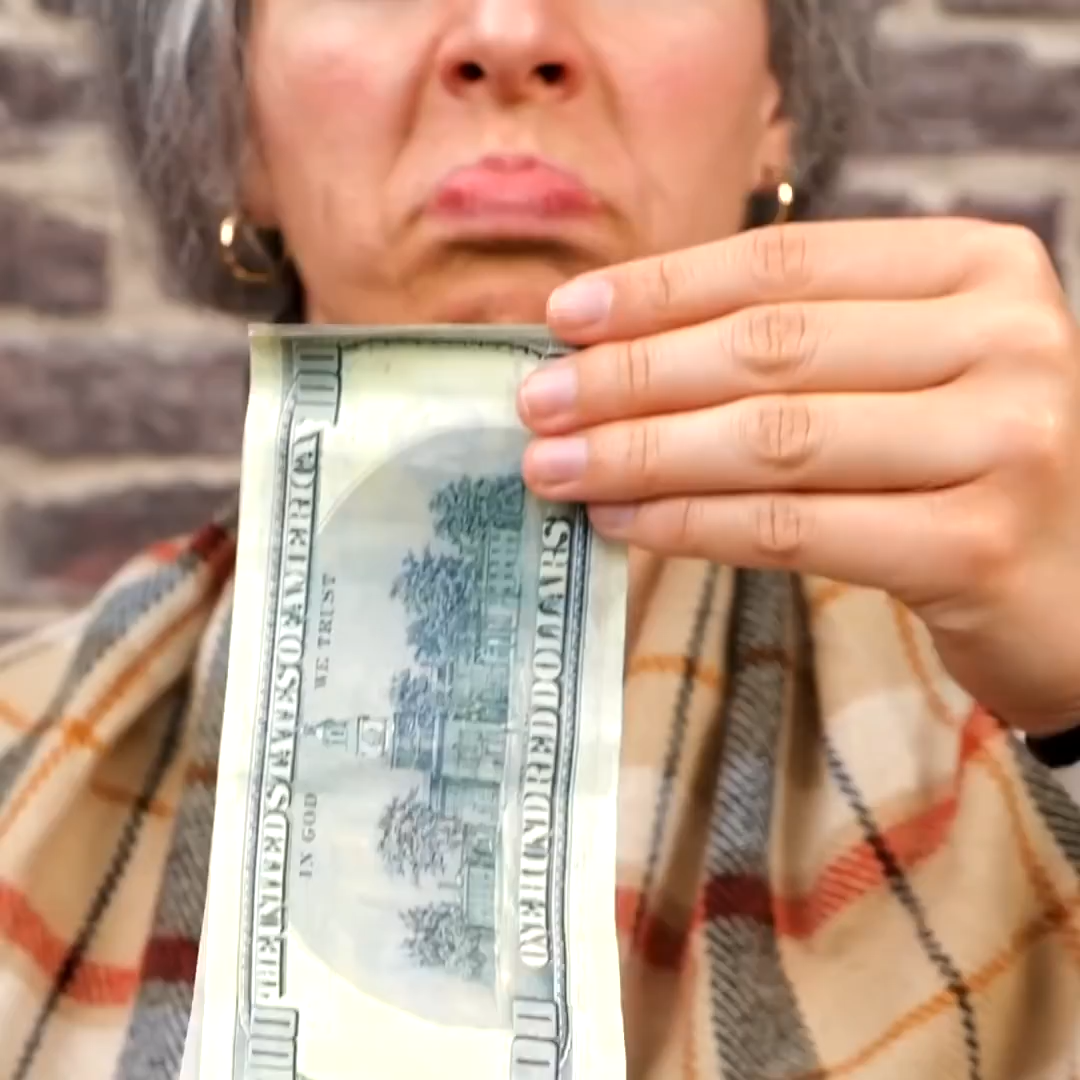 THE UNITED STATES OF AMERICA
IN GOD WE TRUST
ONE HUNDRED DOLLARS
100
100